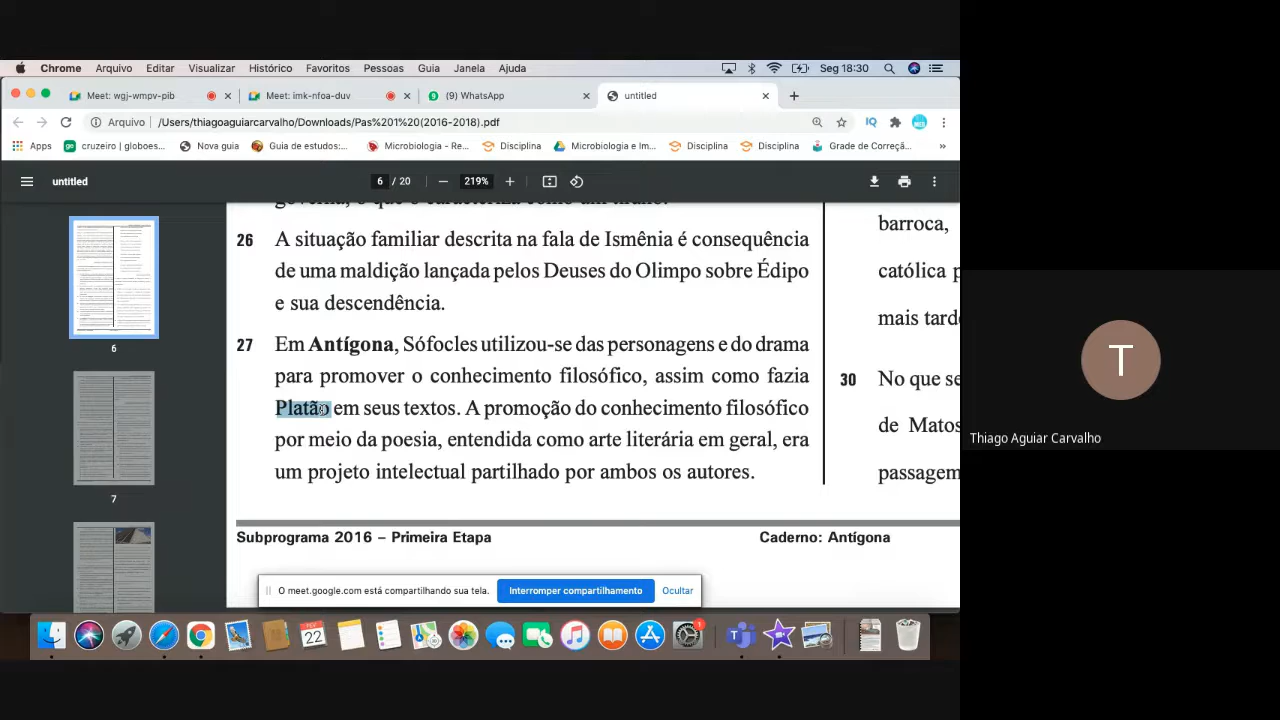 Chrome Arquivo Editar Visualizar Histórico Favoritos Pessoas Guia Janela Ajuda Seg 18:30
Meet: wgj-wmpv-pib Meet: imk-nfoa-duv (9) WhatsApp untitled
Arquivo /Users/thiagoaguiarcarvalho/Downloads/Pas%201%20(2016-2018).pdf
Apps cruzeiro | globoes... Nova guia Guia de estudos:... Microbiologia - Re... Disciplina Microbiologia e Im... Disciplina Disciplina Grade de Correçã...
untitled 6 / 20 219%
26 A situação familiar descrita na fala de Ismênia é consequência
de uma maldição lançada pelos Deuses do Olimpo sobre Édipo
e sua descendência.
27 Em Antígona, Sófocles utilizou-se das personagens e do drama
para promover o conhecimento filosófico, assim como fazia
Platão em seus textos. A promoção do conhecimento filosófico
por meio da poesia, entendida como arte literária em geral, era
um projeto intelectual partilhado por ambos os autores.
barroca,
católica p
mais tard
30 No que se
de Matos
passagem
Subprograma 2016 – Primeira Etapa Caderno: Antígona
6
7
O meet.google.com está compartilhando sua tela. Interromper compartilhamento Ocultar
22
1
T
Thiago Aguiar Carvalho